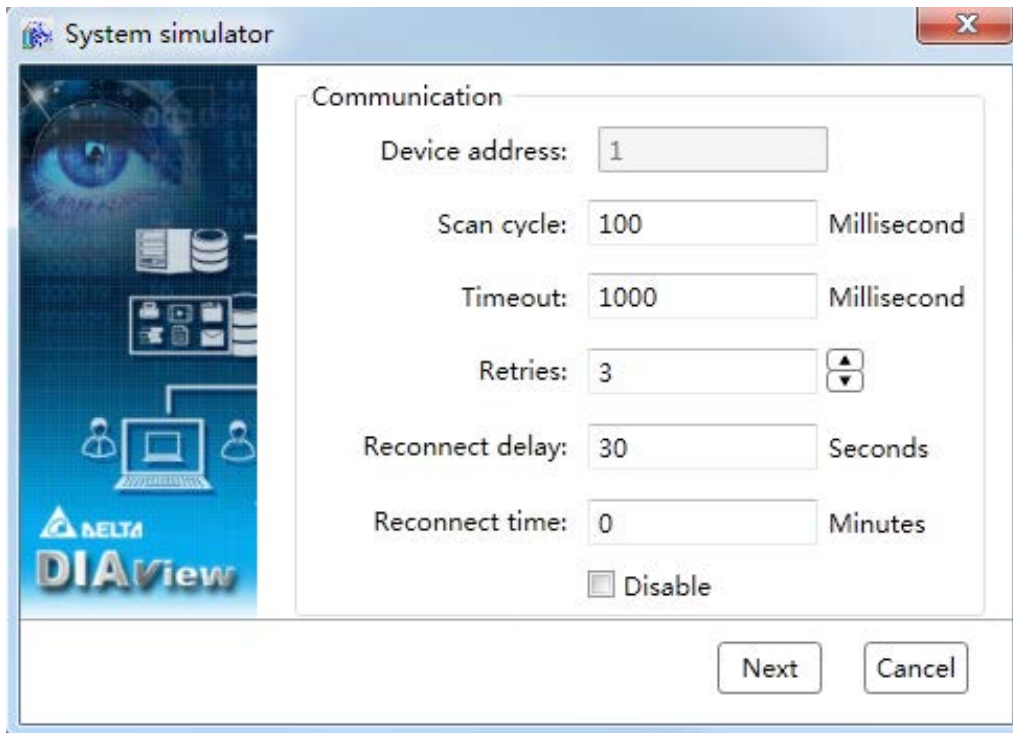 System simulator
Communication
Device address: 1
Scan cycle: 100 Millisecond
Timeout: 1000 Millisecond
Retries: 3
Reconnect delay: 30 Seconds
Reconnect time: 0 Minutes
Disable
DELTA
DIAView
Next Cancel